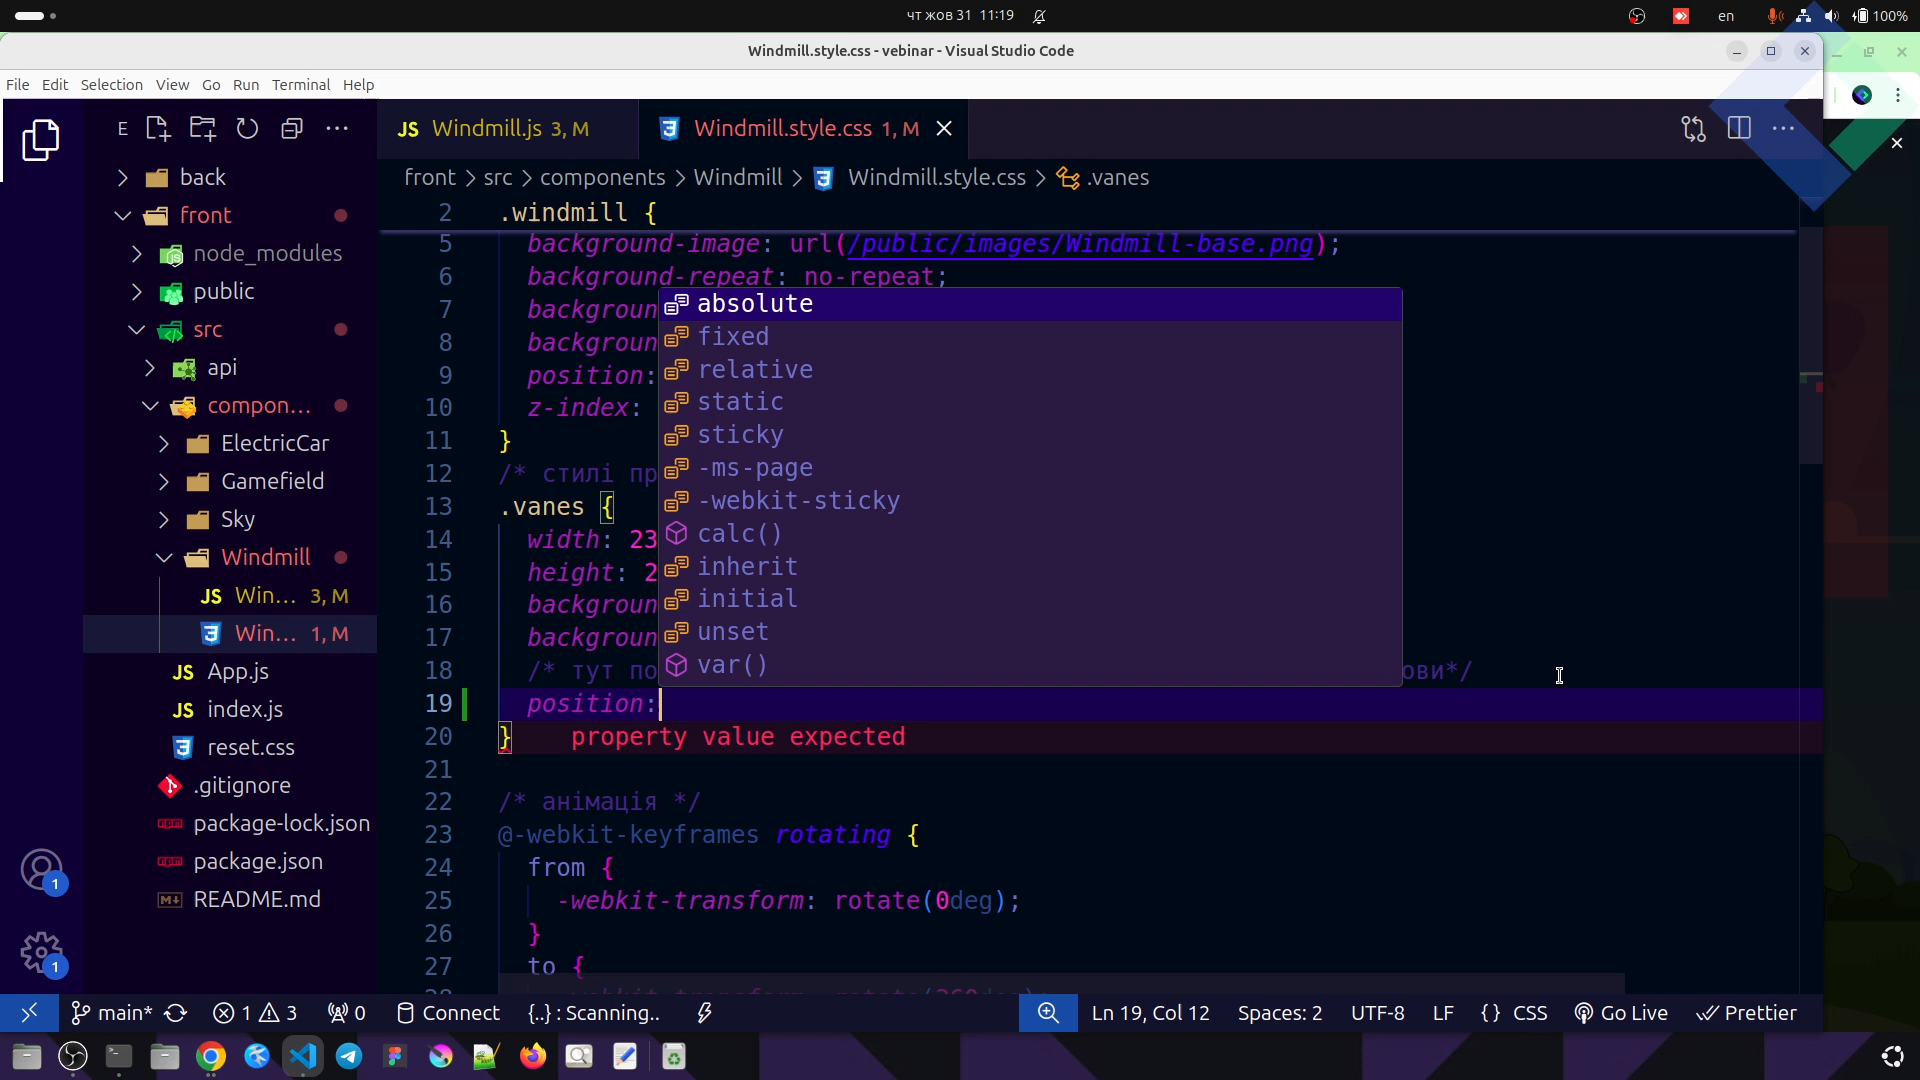 чт жов 31 11:19
en
100%
Windmill.style.css - vebinar - Visual Studio Code
File Edit Selection View Go Run Terminal Help
E
JS Windmill.js 3, M
Windmill.style.css 1, M
front > src > components > Windmill > Windmill.style.css > .vanes
back
front
node_modules
public
src
api
compon...
ElectricCar
Gamefield
Sky
Windmill
JS Win... 3, M
Win... 1, M
JS App.js
JS index.js
reset.css
.gitignore
package-lock.json
package.json
README.md
1
1
2 .windmill {
5 background-image: url(/public/images/Windmill-base.png);
6 background-repeat: no-repeat;
7 backgroun
8 backgroun
9 position:
10 z-index:
11 }
12 /* стилі пр
13 .vanes {
14 width: 23
15 height: 2
16 backgroun
17 backgroun
18 /* тут по ови*/
19 position:
20 } property value expected
21
22 /* анімація */
23 @-webkit-keyframes rotating {
24 from {
25 -webkit-transform: rotate(0deg);
26 }
27 to {
absolute
fixed
relative
static
sticky
-ms-page
-webkit-sticky
calc()
inherit
initial
unset
var()
main* 1 3 0 Connect {..} : Scanning.. Ln 19, Col 12 Spaces: 2 UTF-8 LF {} CSS Go Live Prettier